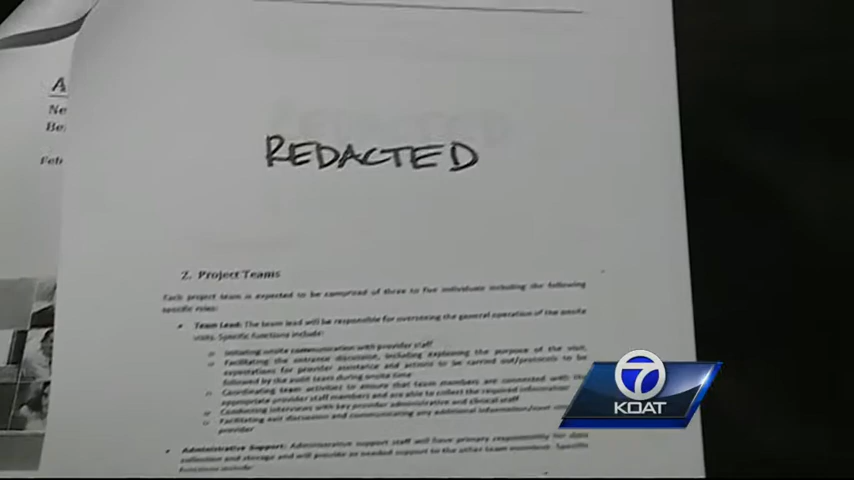 A
Ne
Be
Feb
REDACTED
2. Project Teams
Each project team is expected to be comprised of three to five individuals including the following
specific roles:
Team Lead: The team lead will be responsible for overseeing the general operation of the onsite
visits. Specific functions include:
Initiating onsite communication with provider staff
Facilitating the entrance discussion, including explaining the purpose of the visit,
expectations for provider assistance and actions to be carried out/protocols to be
followed by the audit team during onsite time
Coordinating team activities to ensure that team members are connected with
appropriate provider staff members and are able to collect the required information
Conducting interviews with key provider administrative and clinical staff
Facilitating exit discussion and communicating any additional information/
provider
Administrative Support: Administrative support staff will have primary responsibility for data
collection and storage and will provide as needed support to the other team members. Specific
functions include:
7
KOAT